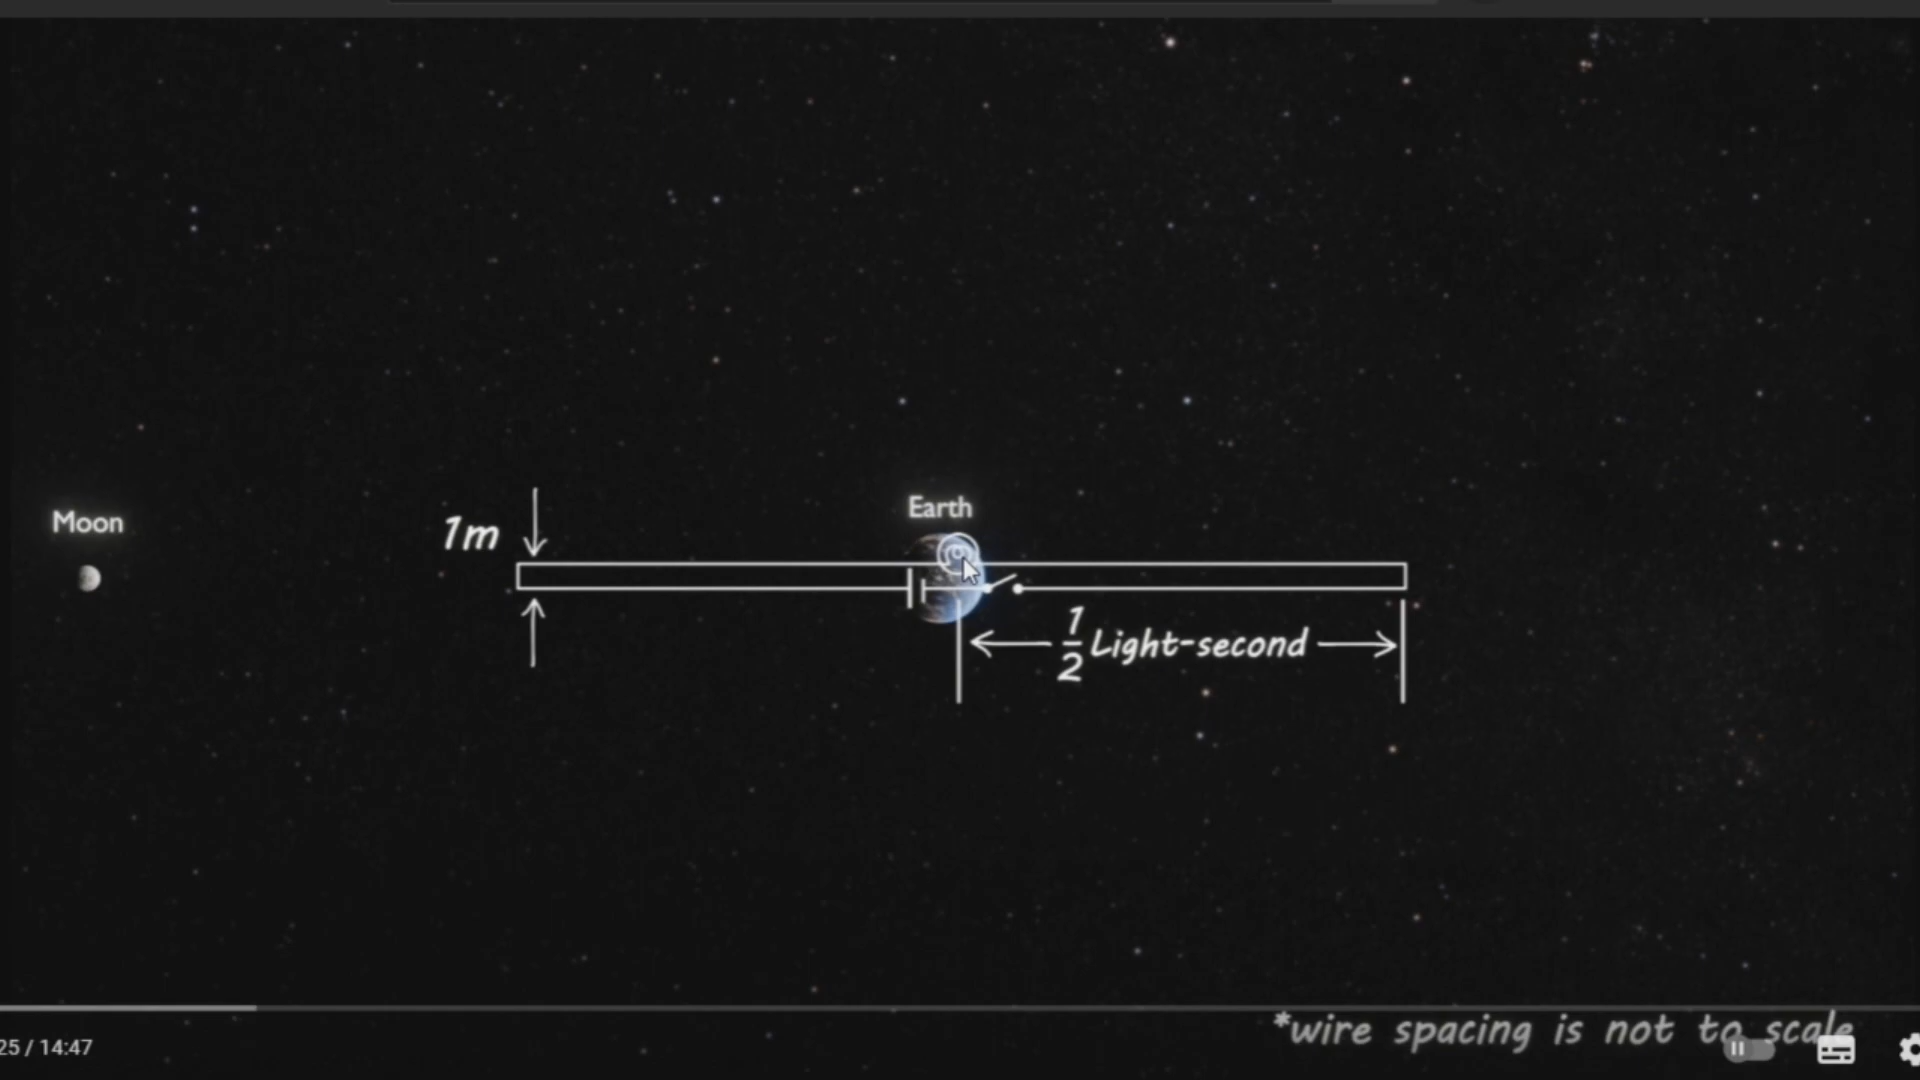 Earth
Moon
1m
1/2 Light-second
*wire spacing is not to scale
25 / 14:47